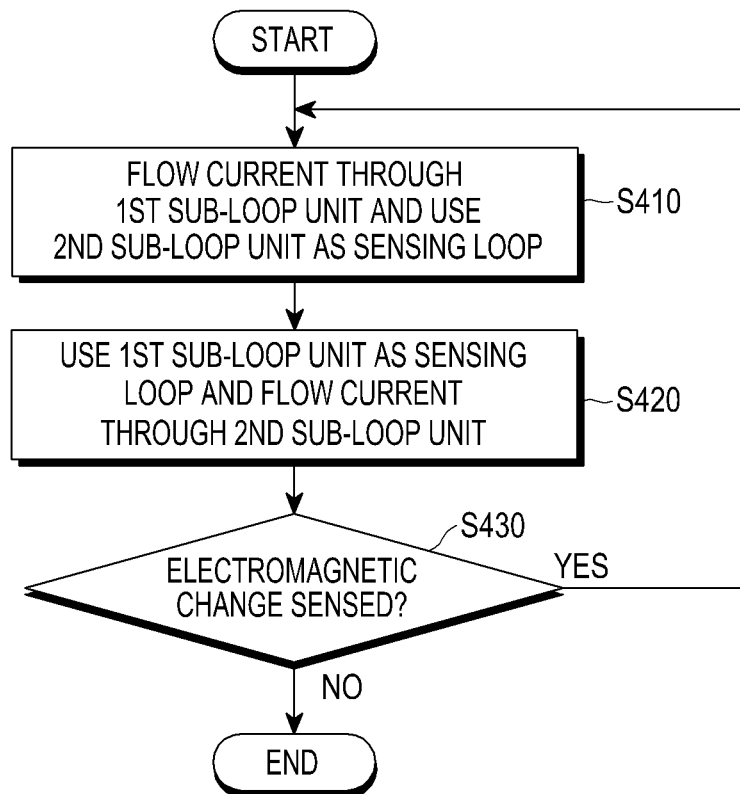 START
FLOW CURRENT THROUGH
1ST SUB-LOOP UNIT AND USE
2ND SUB-LOOP UNIT AS SENSING LOOP
S410
USE 1ST SUB-LOOP UNIT AS SENSING
LOOP AND FLOW CURRENT
THROUGH 2ND SUB-LOOP UNIT
S420
S430
ELECTROMAGNETIC
CHANGE SENSED?
YES
NO
END